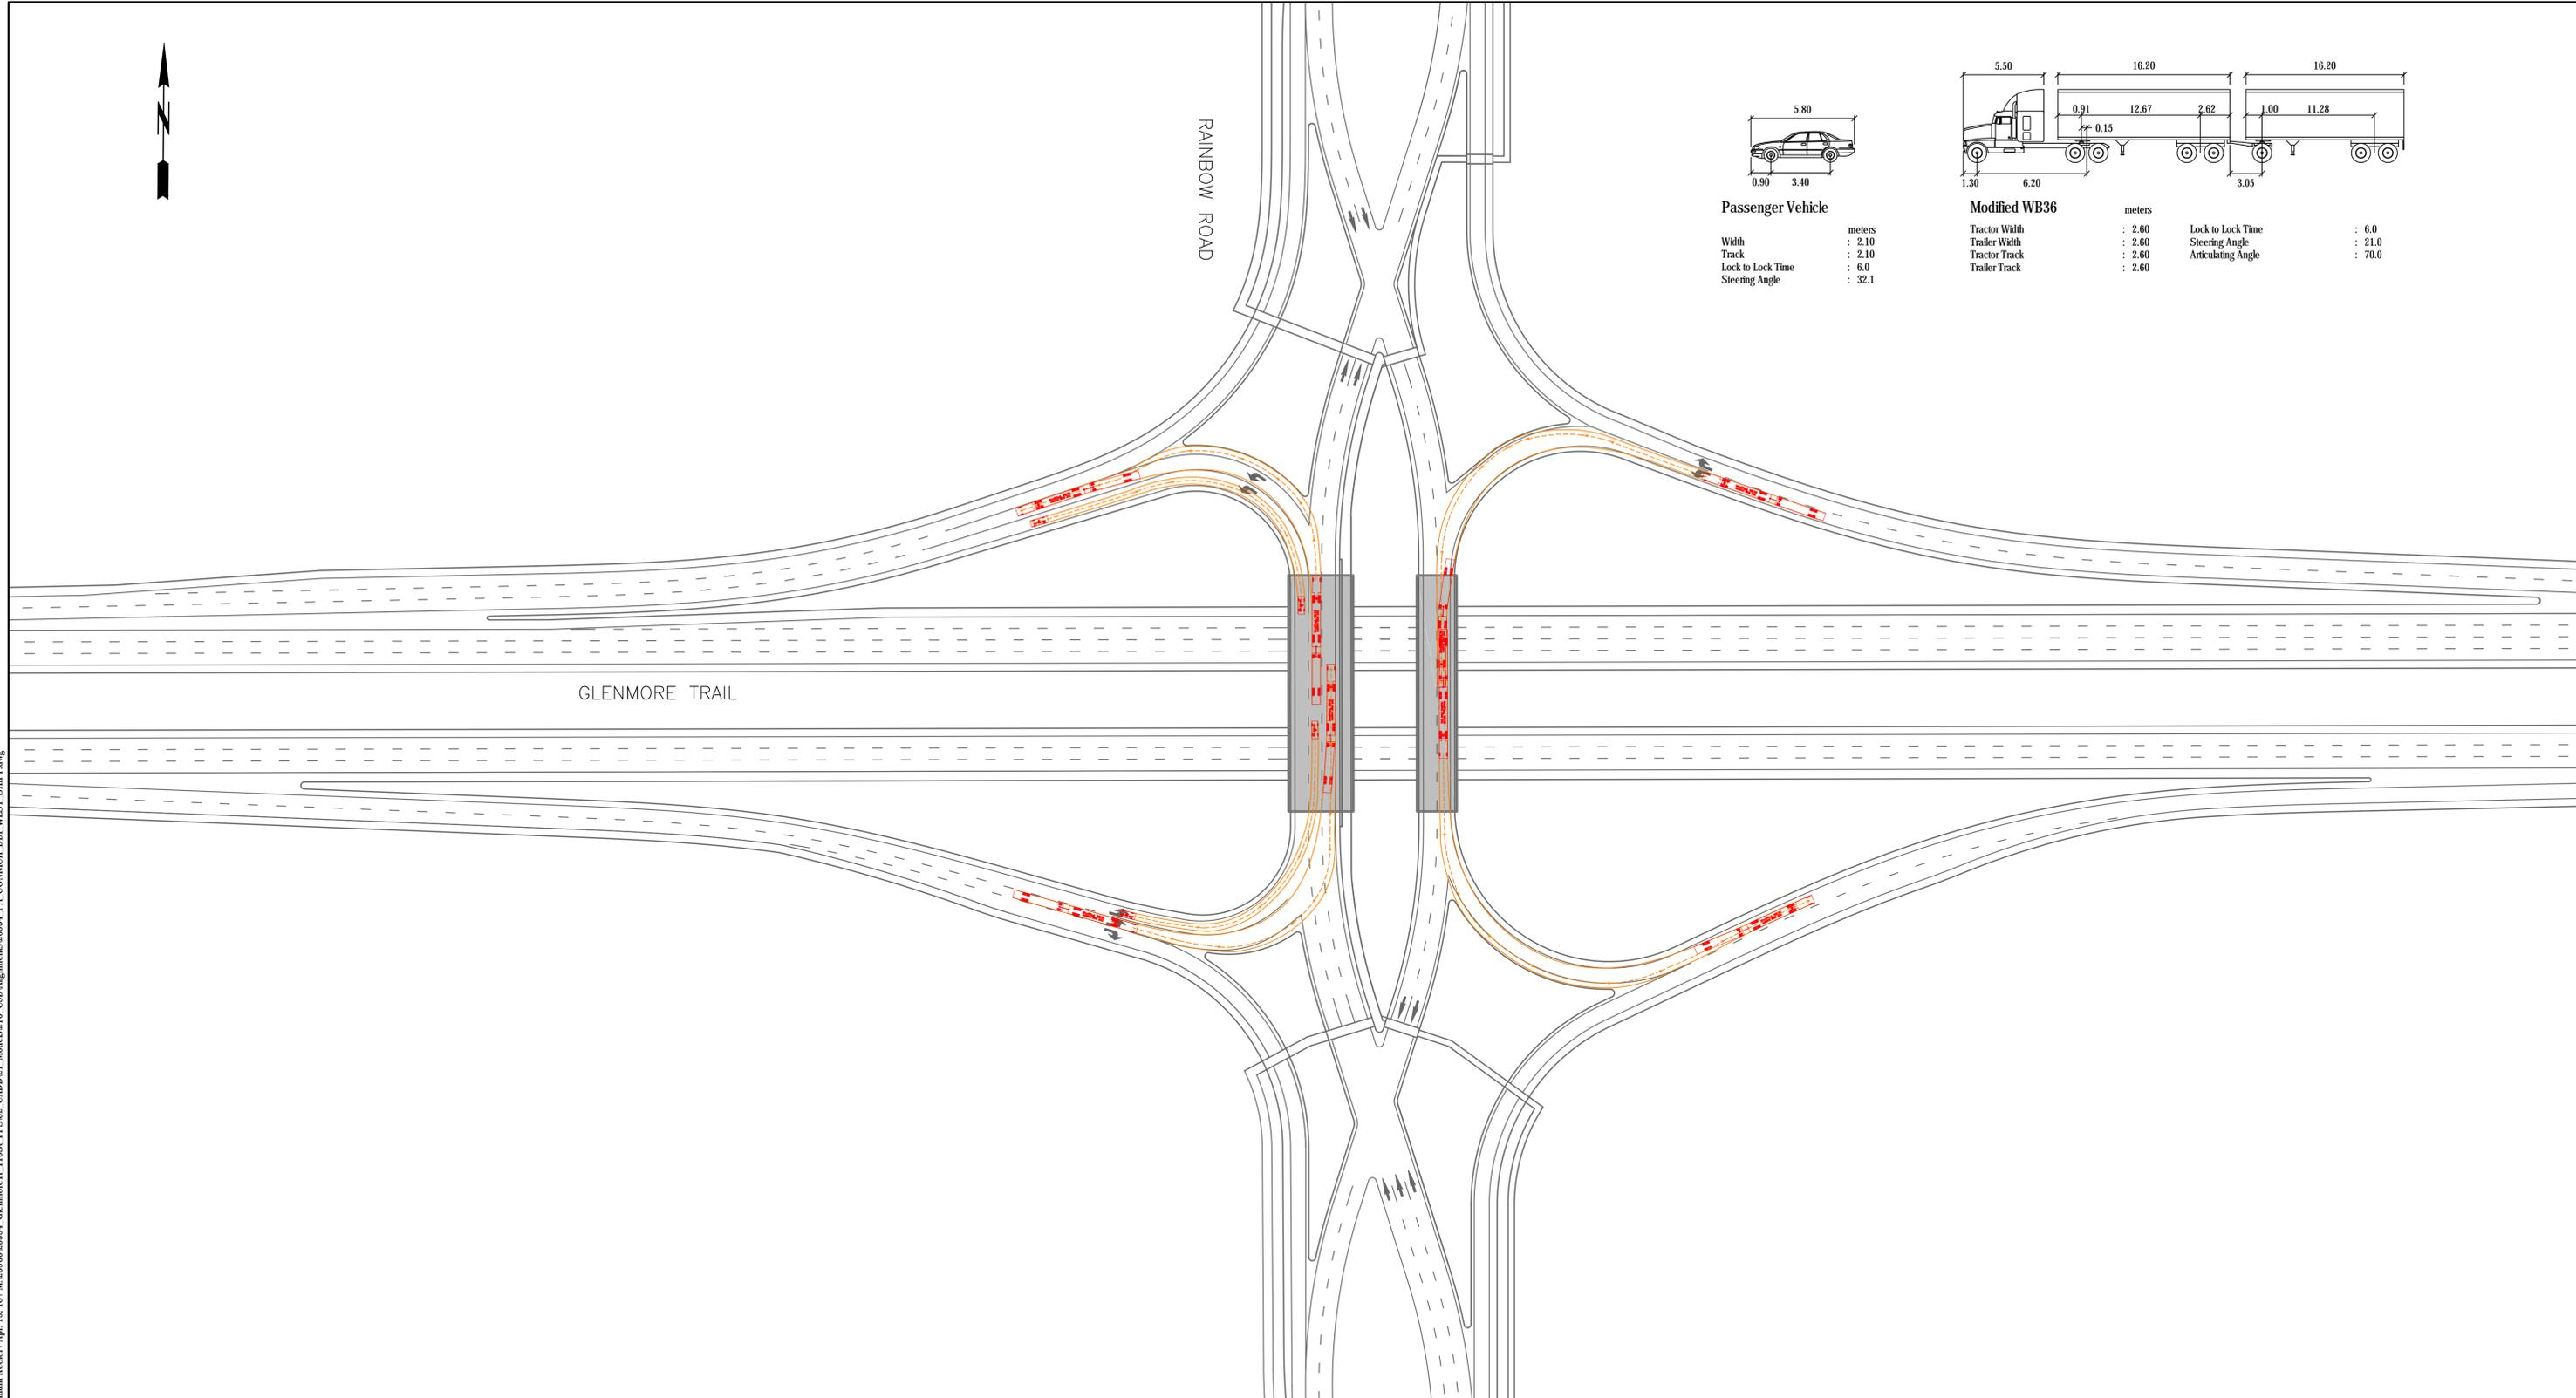 N
RAINBOW ROAD
GLENMORE TRAIL
5.80
0.90 3.40
Passenger Vehicle
meters
Width : 2.10
Track : 2.10
Lock to Lock Time : 6.0
Steering Angle : 32.1
5.50 16.20 16.20
0.91 12.67 2.62 1.00 11.28
0.15
1.30 6.20 3.05
Modified WB36 meters
Tractor Width : 2.60 Lock to Lock Time : 6.0
Trailer Width : 2.60 Steering Angle : 21.0
Tractor Track : 2.60 Articulating Angle : 70.0
Trailer Track : 2.60